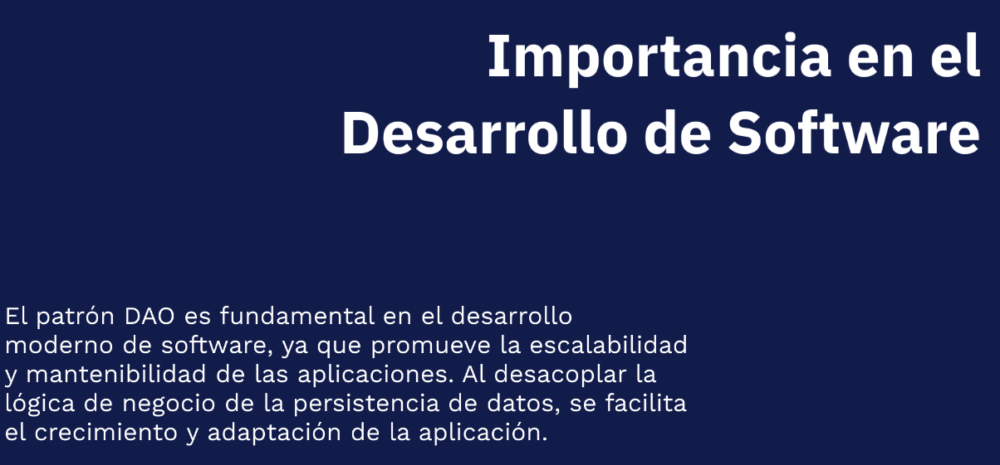 Importancia en el
Desarrollo de Software
El patrón DAO es fundamental en el desarrollo
moderno de software, ya que promueve la escalabilidad
y mantenibilidad de las aplicaciones. Al desacoplar la
lógica de negocio de la persistencia de datos, se facilita
el crecimiento y adaptación de la aplicación.